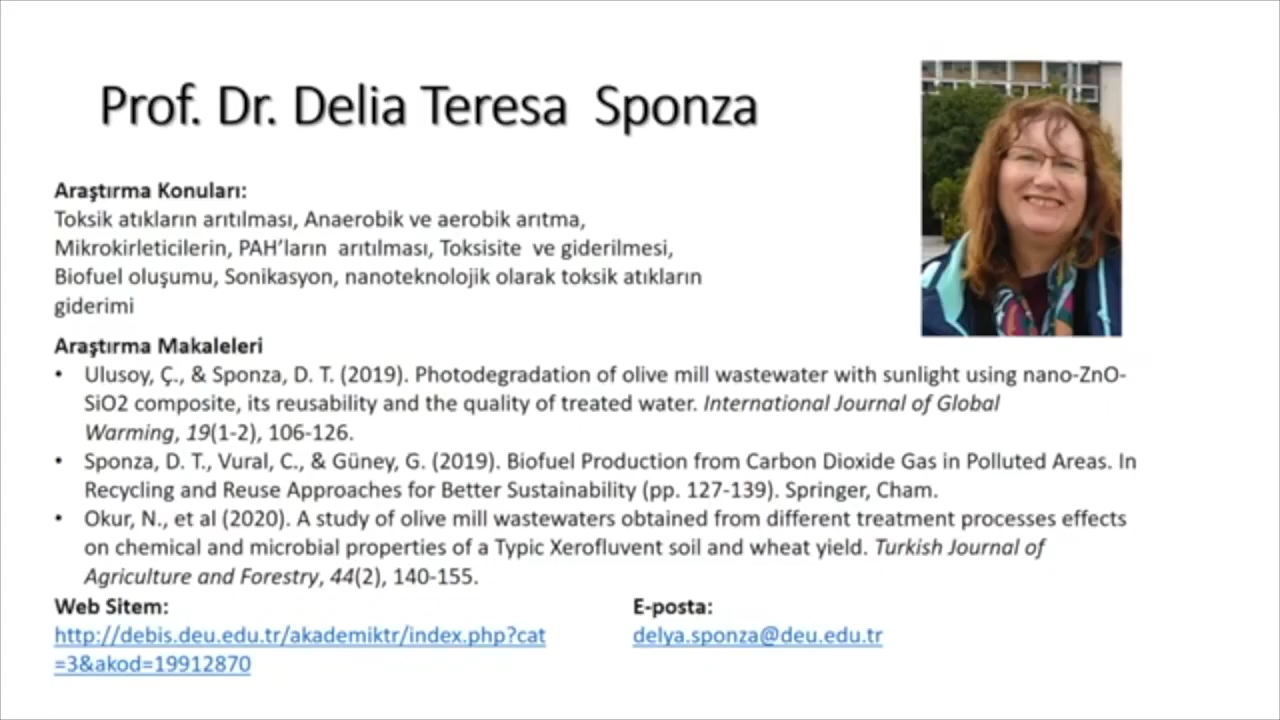 Prof. Dr. Delia Teresa Sponza
Araştırma Konuları:
Toksik atıkların arıtılması, Anaerobik ve aerobik arıtma,
Mikrokirleticilerin, PAH’ların arıtılması, Toksisite ve giderilmesi,
Biofuel oluşumu, Sonikasyon, nanoteknolojik olarak toksik atıkların
giderimi
Araştırma Makaleleri
• Ulusoy, Ç., & Sponza, D. T. (2019). Photodegradation of olive mill wastewater with sunlight using nano-ZnO-
SiO2 composite, its reusability and the quality of treated water. International Journal of Global
Warming, 19(1-2), 106-126.
• Sponza, D. T., Vural, C., & Güney, G. (2019). Biofuel Production from Carbon Dioxide Gas in Polluted Areas. In
Recycling and Reuse Approaches for Better Sustainability (pp. 127-139). Springer, Cham.
• Okur, N., et al (2020). A study of olive mill wastewaters obtained from different treatment processes effects
on chemical and microbial properties of a Typic Xerofluvent soil and wheat yield. Turkish Journal of
Agriculture and Forestry, 44(2), 140-155.
Web Sitem:
http://debis.deu.edu.tr/akademiktr/index.php?cat
=3&akod=19912870
E-posta:
delya.sponza@deu.edu.tr